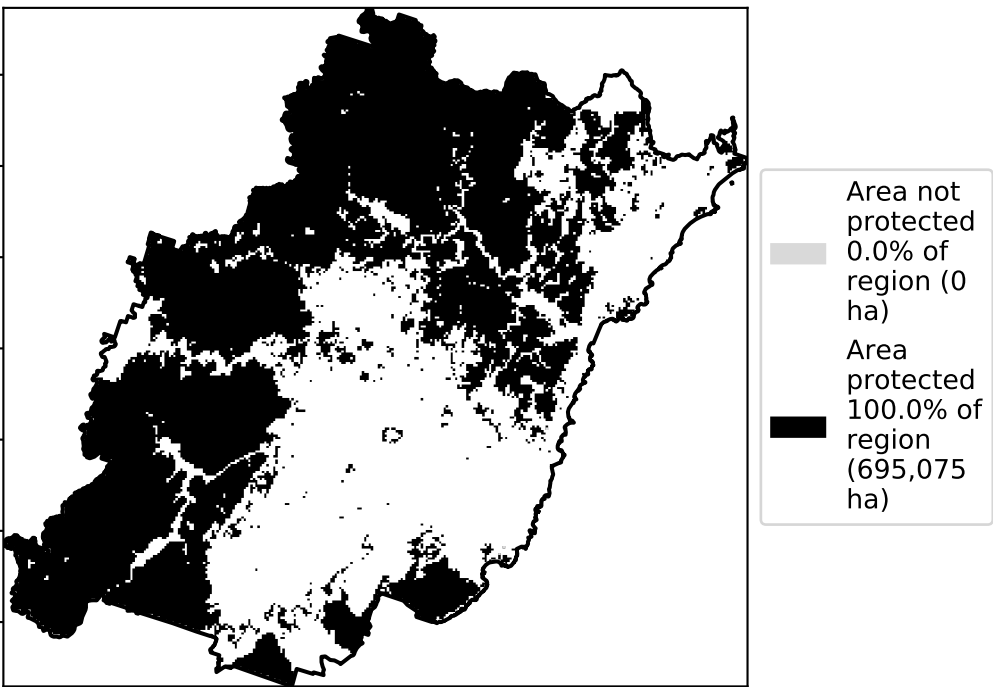 Area not
protected
0.0% of
region (0
ha)
Area
protected
100.0% of
region
(695,075
ha)